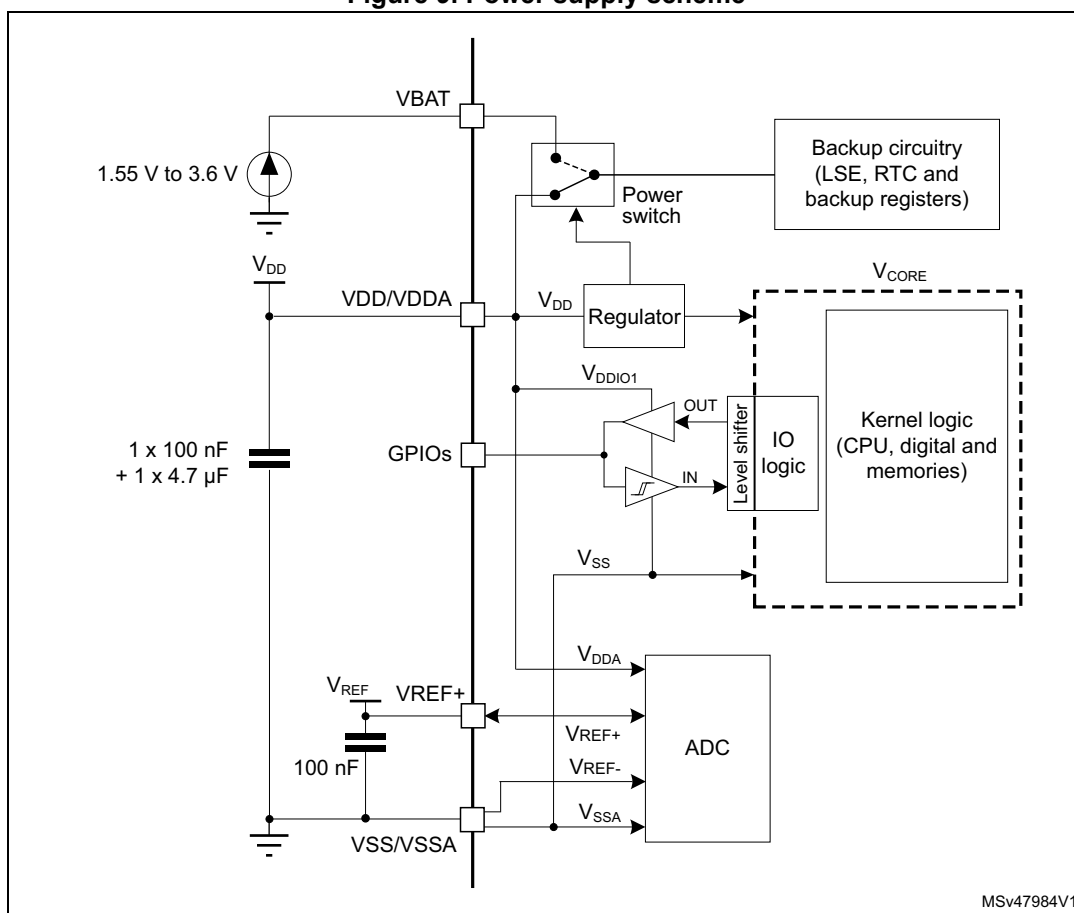 Figure 9. Power supply scheme
VBAT
1.55 V to 3.6 V
Power
switch
Backup circuitry
(LSE, RTC and
backup registers)
VDD
VDD/VDDA
VDD
Regulator
VCORE
VDDIO1
OUT
1 x 100 nF
+ 1 x 4.7 µF
GPIOs
IN
Level shifter
IO
logic
Kernel logic
(CPU, digital and
memories)
VSS
VDDA
VREF
VREF+
VREF+
100 nF
VREF-
ADC
VSSA
VSS/VSSA
MSv47984V1